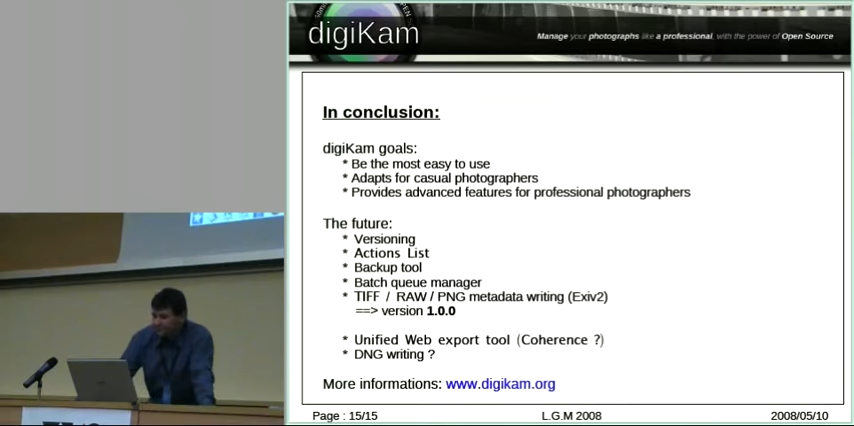 digiKam
Manage your photographs like a professional, with the power of Open Source
In conclusion:
digiKam goals:
* Be the most easy to use
* Adapts for casual photographers
* Provides advanced features for professional photographers
The future:
* Versioning
* Actions List
* Backup tool
* Batch queue manager
* TIFF / RAW / PNG metadata writing (Exiv2)
==> version 1.0.0
* Unified Web export tool (Coherence ?)
* DNG writing ?
More informations: www.digikam.org
Page : 15/15
L.G.M 2008
2008/05/10